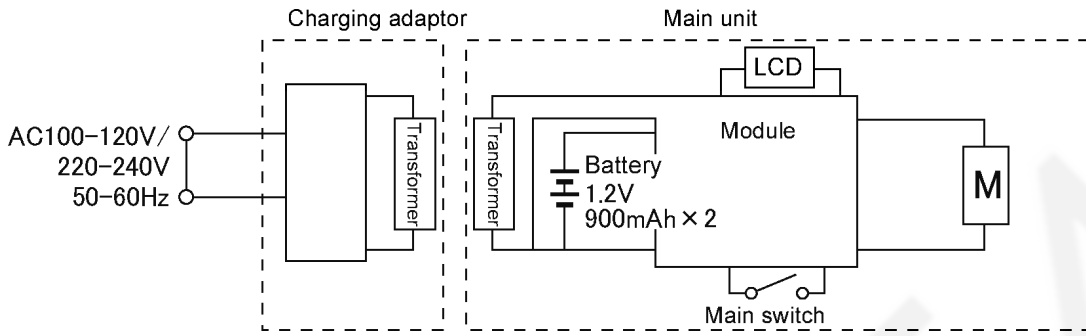 Charging adaptor
Main unit
AC100-120V/
220-240V
50-60Hz
Transformer
Transformer
LCD
Module
Battery
1.2V
900mAh×2
M
Main switch